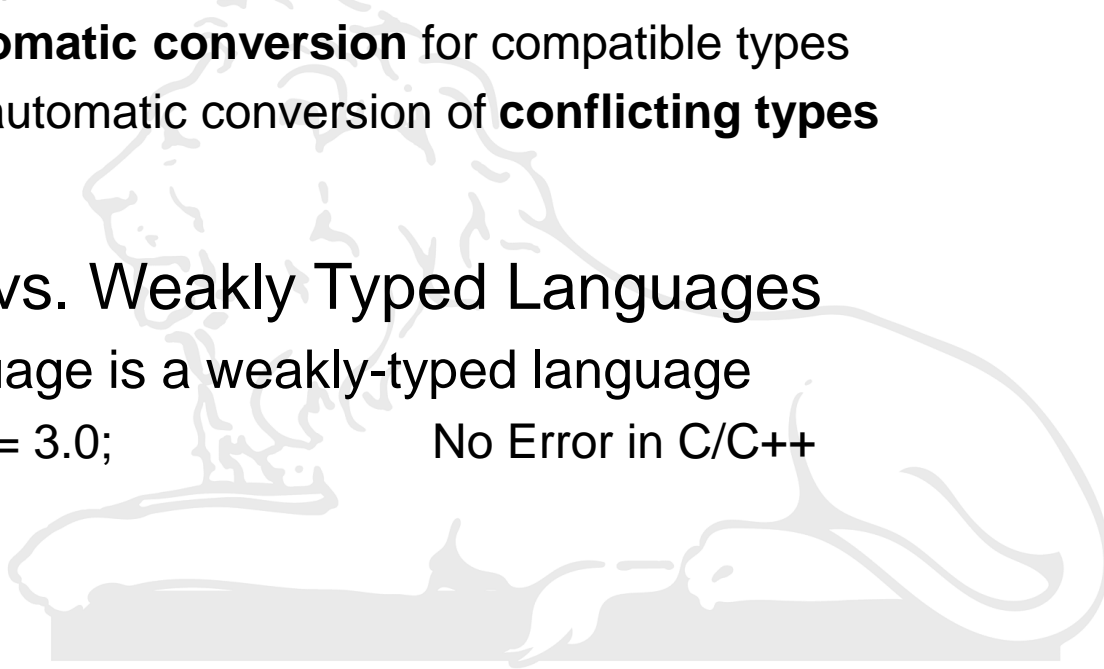 omatic conversion for compatible types
automatic conversion of conflicting types
vs. Weakly Typed Languages
uage is a weakly-typed language
= 3.0; No Error in C/C++